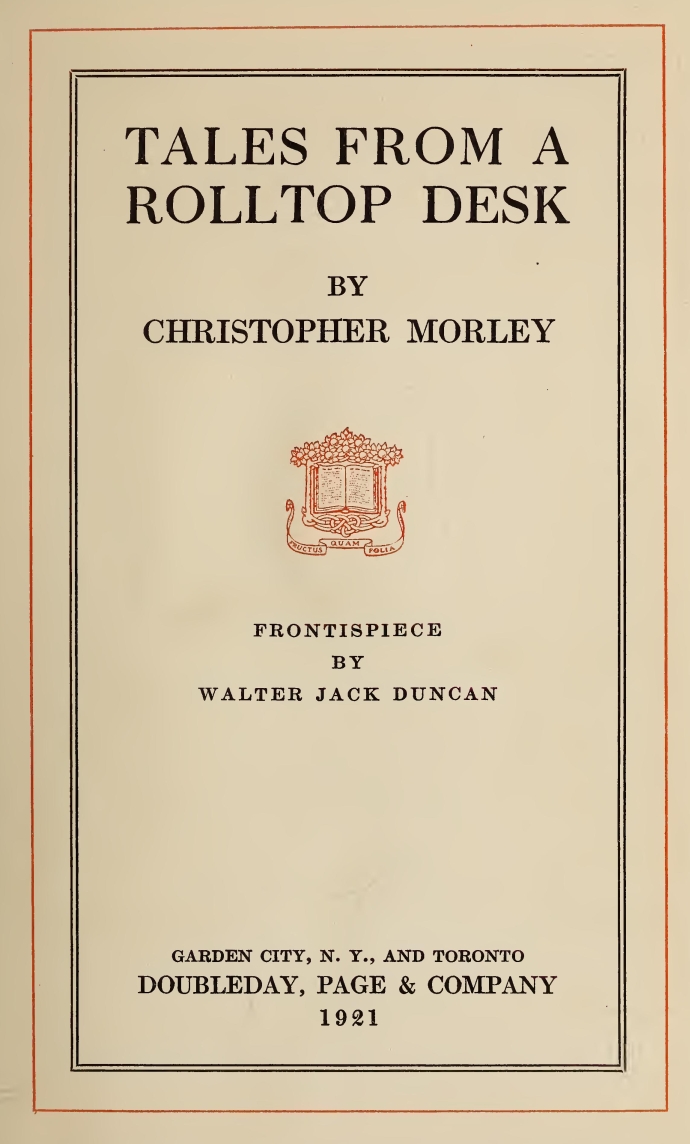 TALES FROM A
ROLLTOP DESK
BY
CHRISTOPHER MORLEY
FRUCTUS QUAM FOLIA
FRONTISPIECE
BY
WALTER JACK DUNCAN
GARDEN CITY, N. Y., AND TORONTO
DOUBLEDAY, PAGE & COMPANY
1921